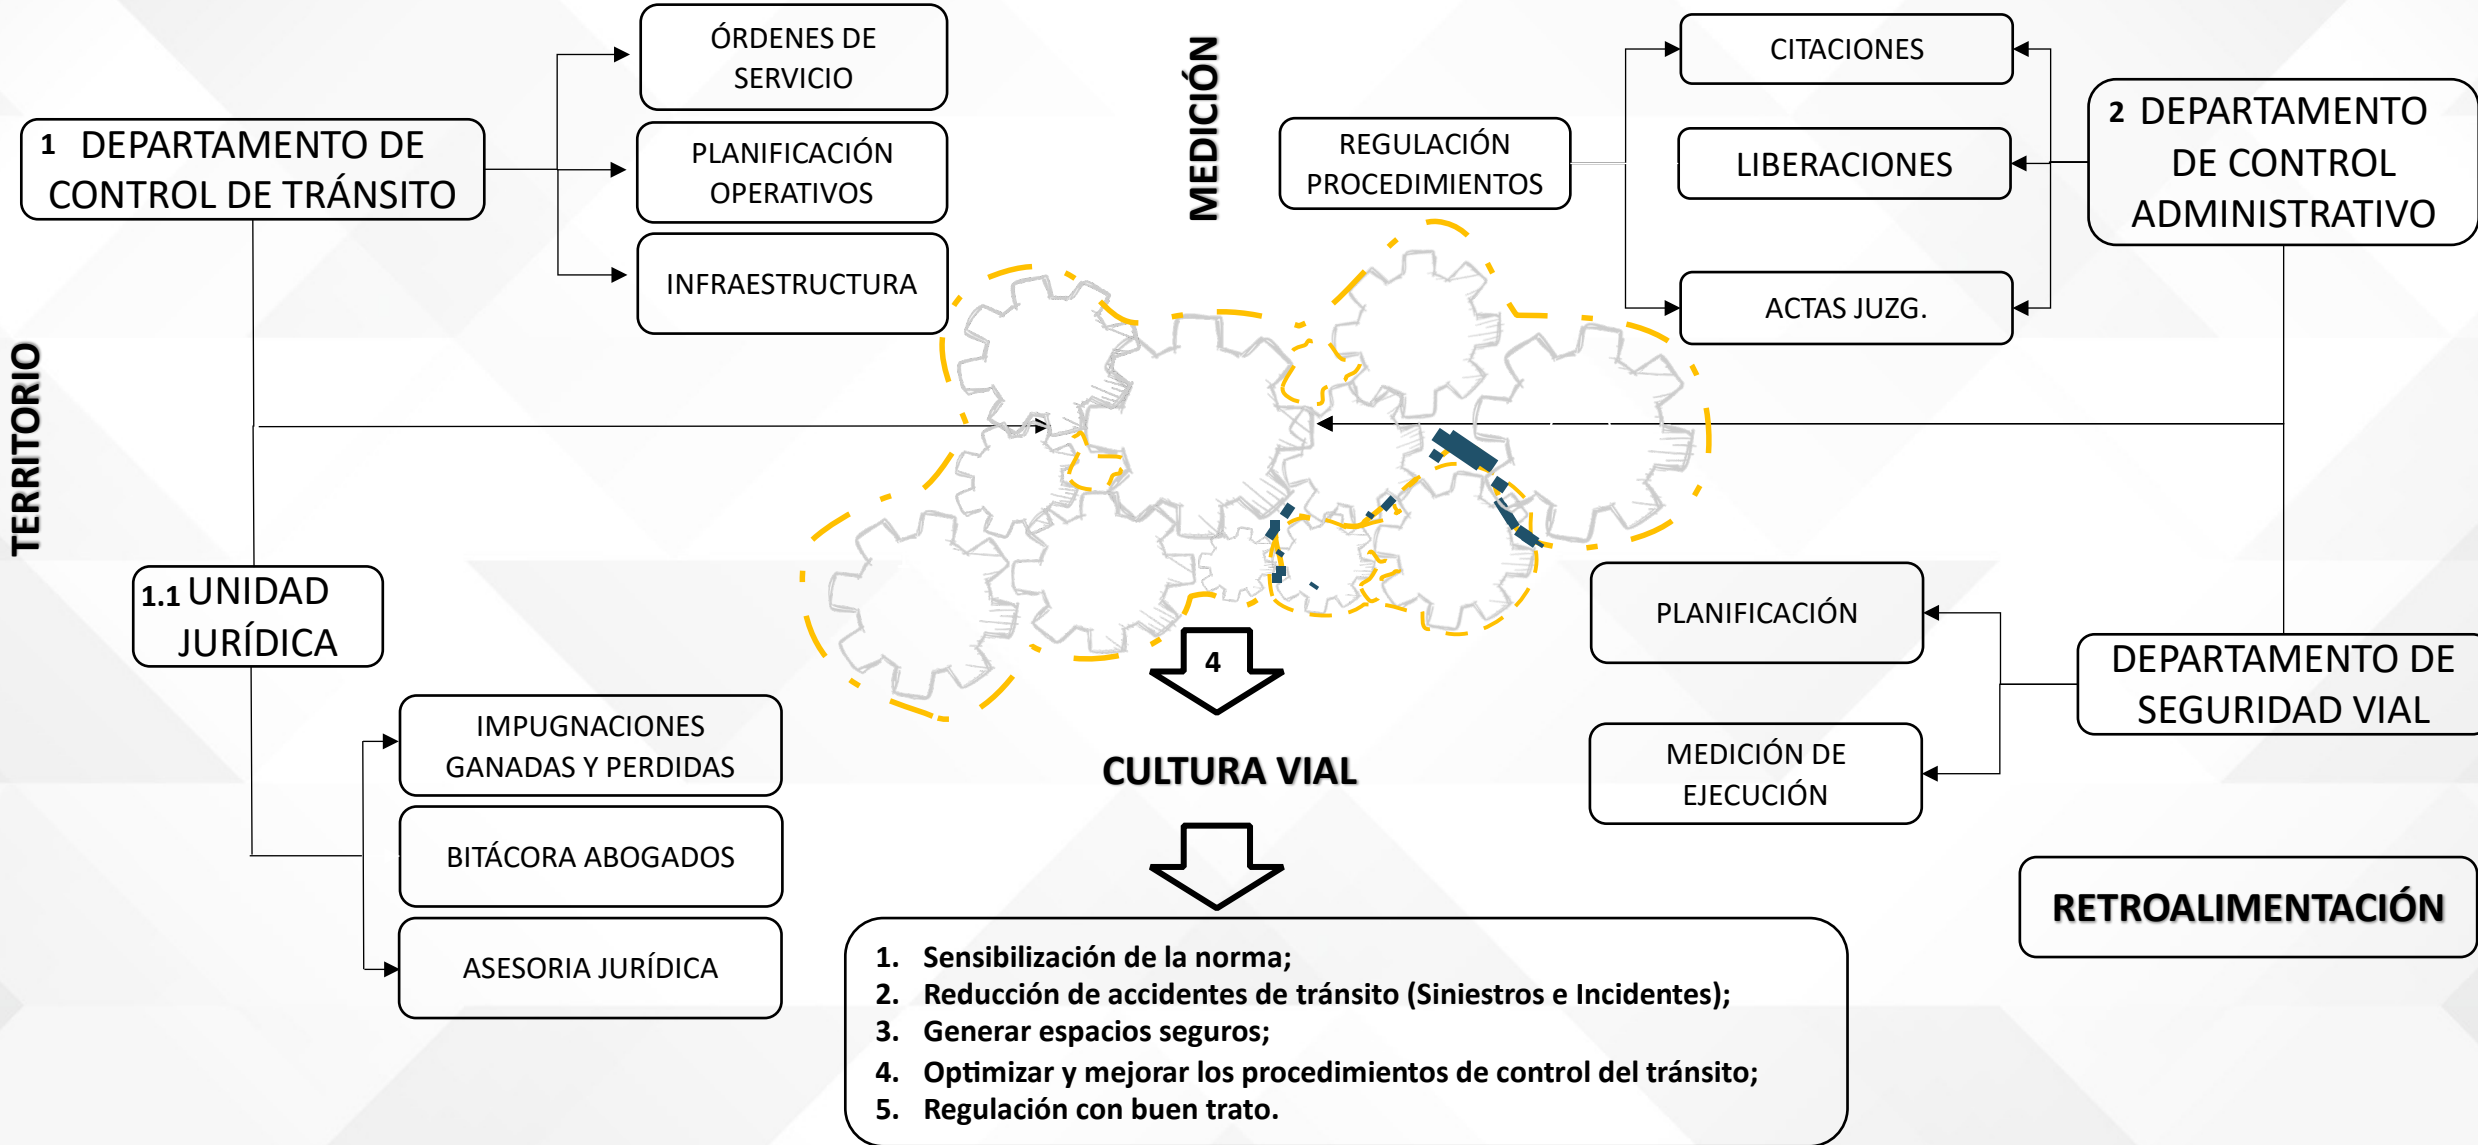 ÓRDENES DE
SERVICIO
1 DEPARTAMENTO DE
CONTROL DE TRÁNSITO
PLANIFICACIÓN
OPERATIVOS
INFRAESTRUCTURA
MEDICIÓN
REGULACIÓN
PROCEDIMIENTOS
CITACIONES
LIBERACIONES
ACTAS JUZG.
2 DEPARTAMENTO
DE CONTROL
ADMINISTRATIVO
TERRITORIO
1.1 UNIDAD
JURÍDICA
IMPUGNACIONES
GANADAS Y PERDIDAS
BITÁCORA ABOGADOS
ASESORIA JURÍDICA
4
CULTURA VIAL
PLANIFICACIÓN
MEDICIÓN DE
EJECUCIÓN
DEPARTAMENTO DE
SEGURIDAD VIAL
RETROALIMENTACIÓN
1. Sensibilización de la norma;
2. Reducción de accidentes de tránsito (Siniestros e Incidentes);
3. Generar espacios seguros;
4. Optimizar y mejorar los procedimientos de control del tránsito;
5. Regulación con buen trato.